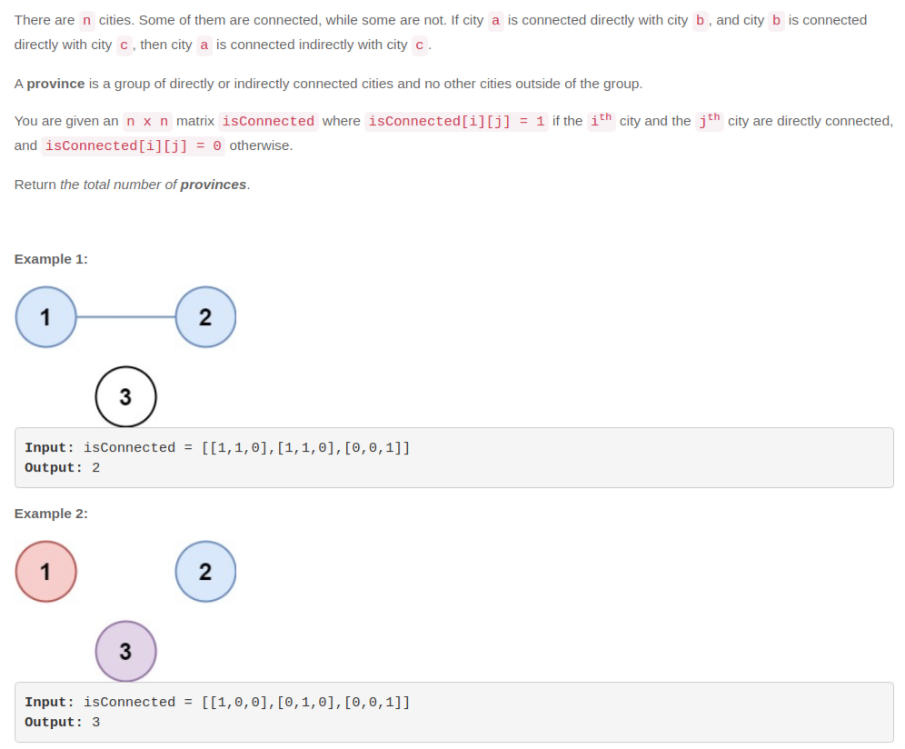 There are n cities. Some of them are connected, while some are not. If city a is connected directly with city b, and city b is connected
directly with city c, then city a is connected indirectly with city c.
A province is a group of directly or indirectly connected cities and no other cities outside of the group.
You are given an n x n matrix isConnected where isConnected[i][j] = 1 if the ith city and the jth city are directly connected,
and isConnected[i][j] = 0 otherwise.
Return the total number of provinces.
Example 1:
1 2
3
Input: isConnected = [[1,1,0],[1,1,0],[0,0,1]]
Output: 2
Example 2:
1 2
3
Input: isConnected = [[1,0,0],[0,1,0],[0,0,1]]
Output: 3